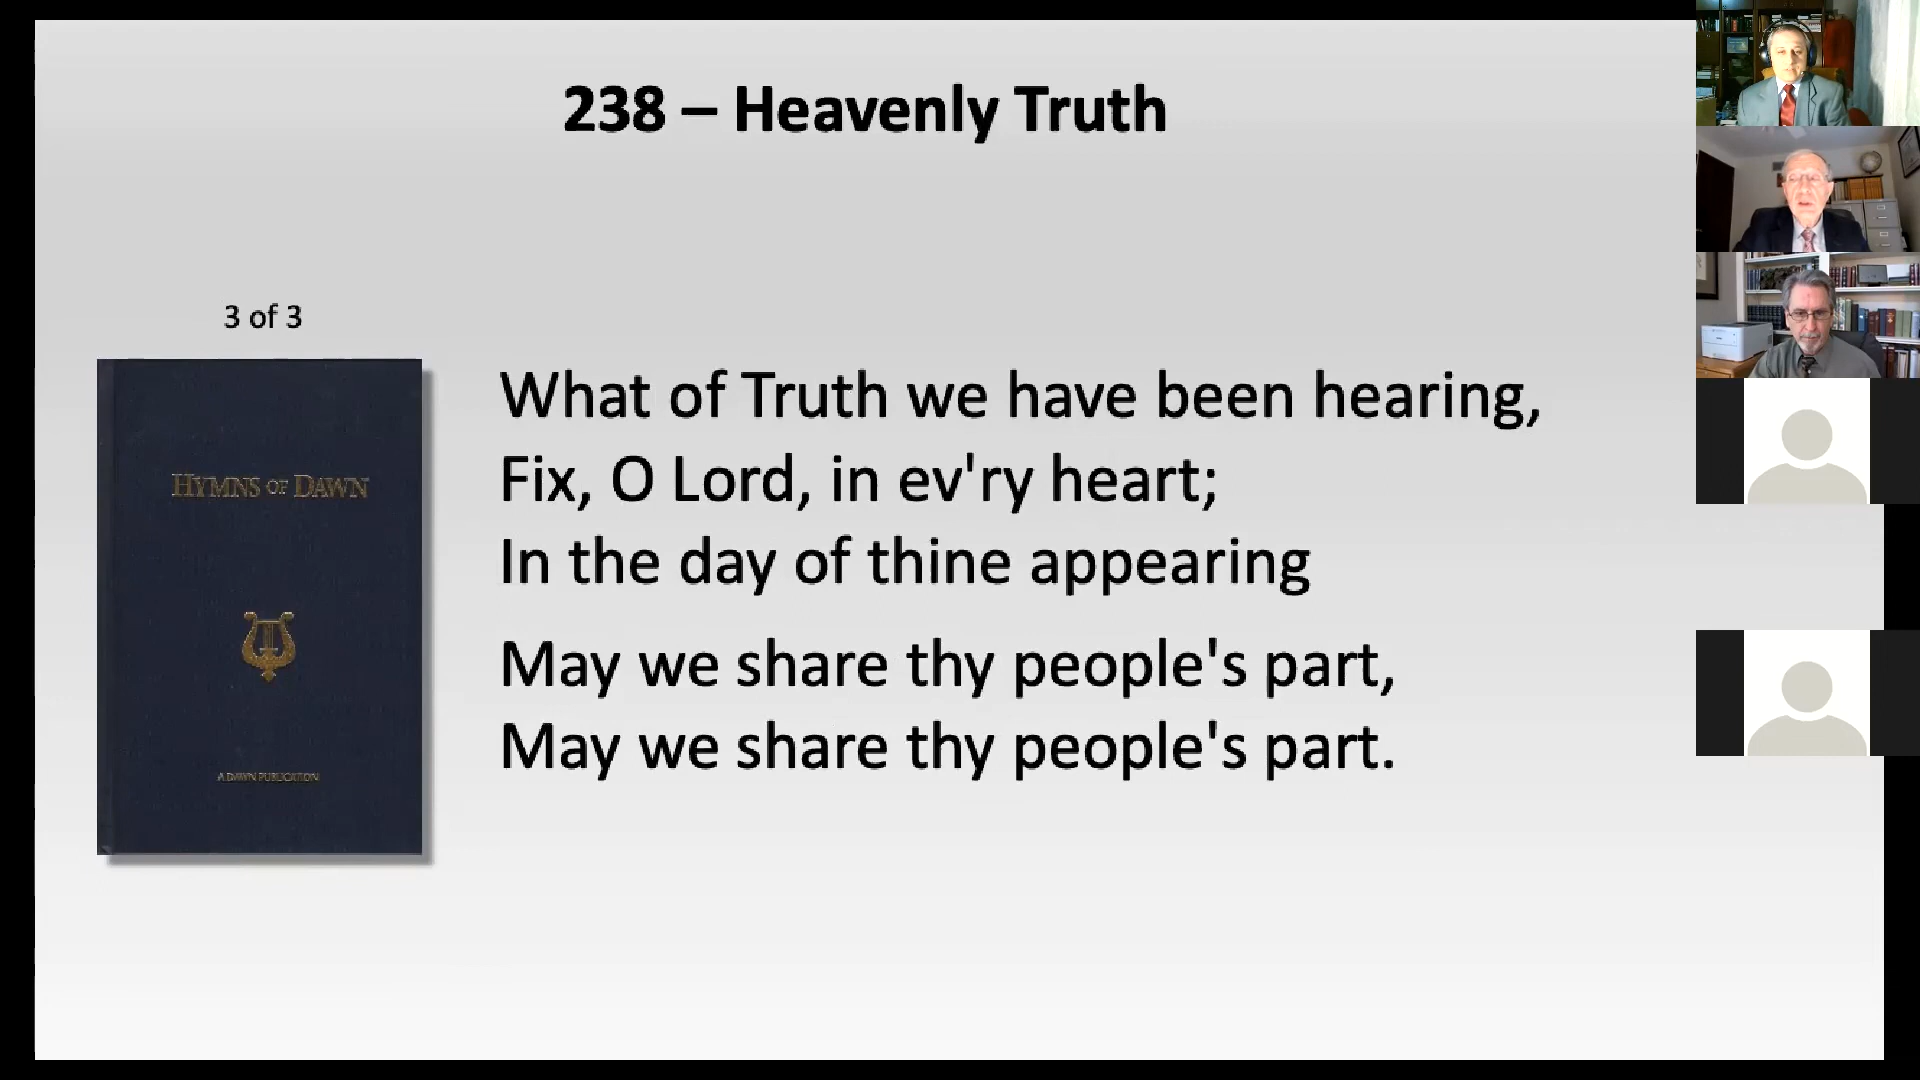 238 – Heavenly Truth
3 of 3
HYMNS OF DAWN
A DAWN PUBLICATION
What of Truth we have been hearing,
Fix, O Lord, in ev'ry heart;
In the day of thine appearing
May we share thy people's part,
May we share thy people's part.